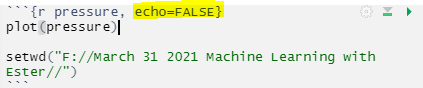 ```{r pressure, echo=FALSE}
plot(pressure)
setwd("F://March 31 2021 Machine Learning with
Ester//")
```